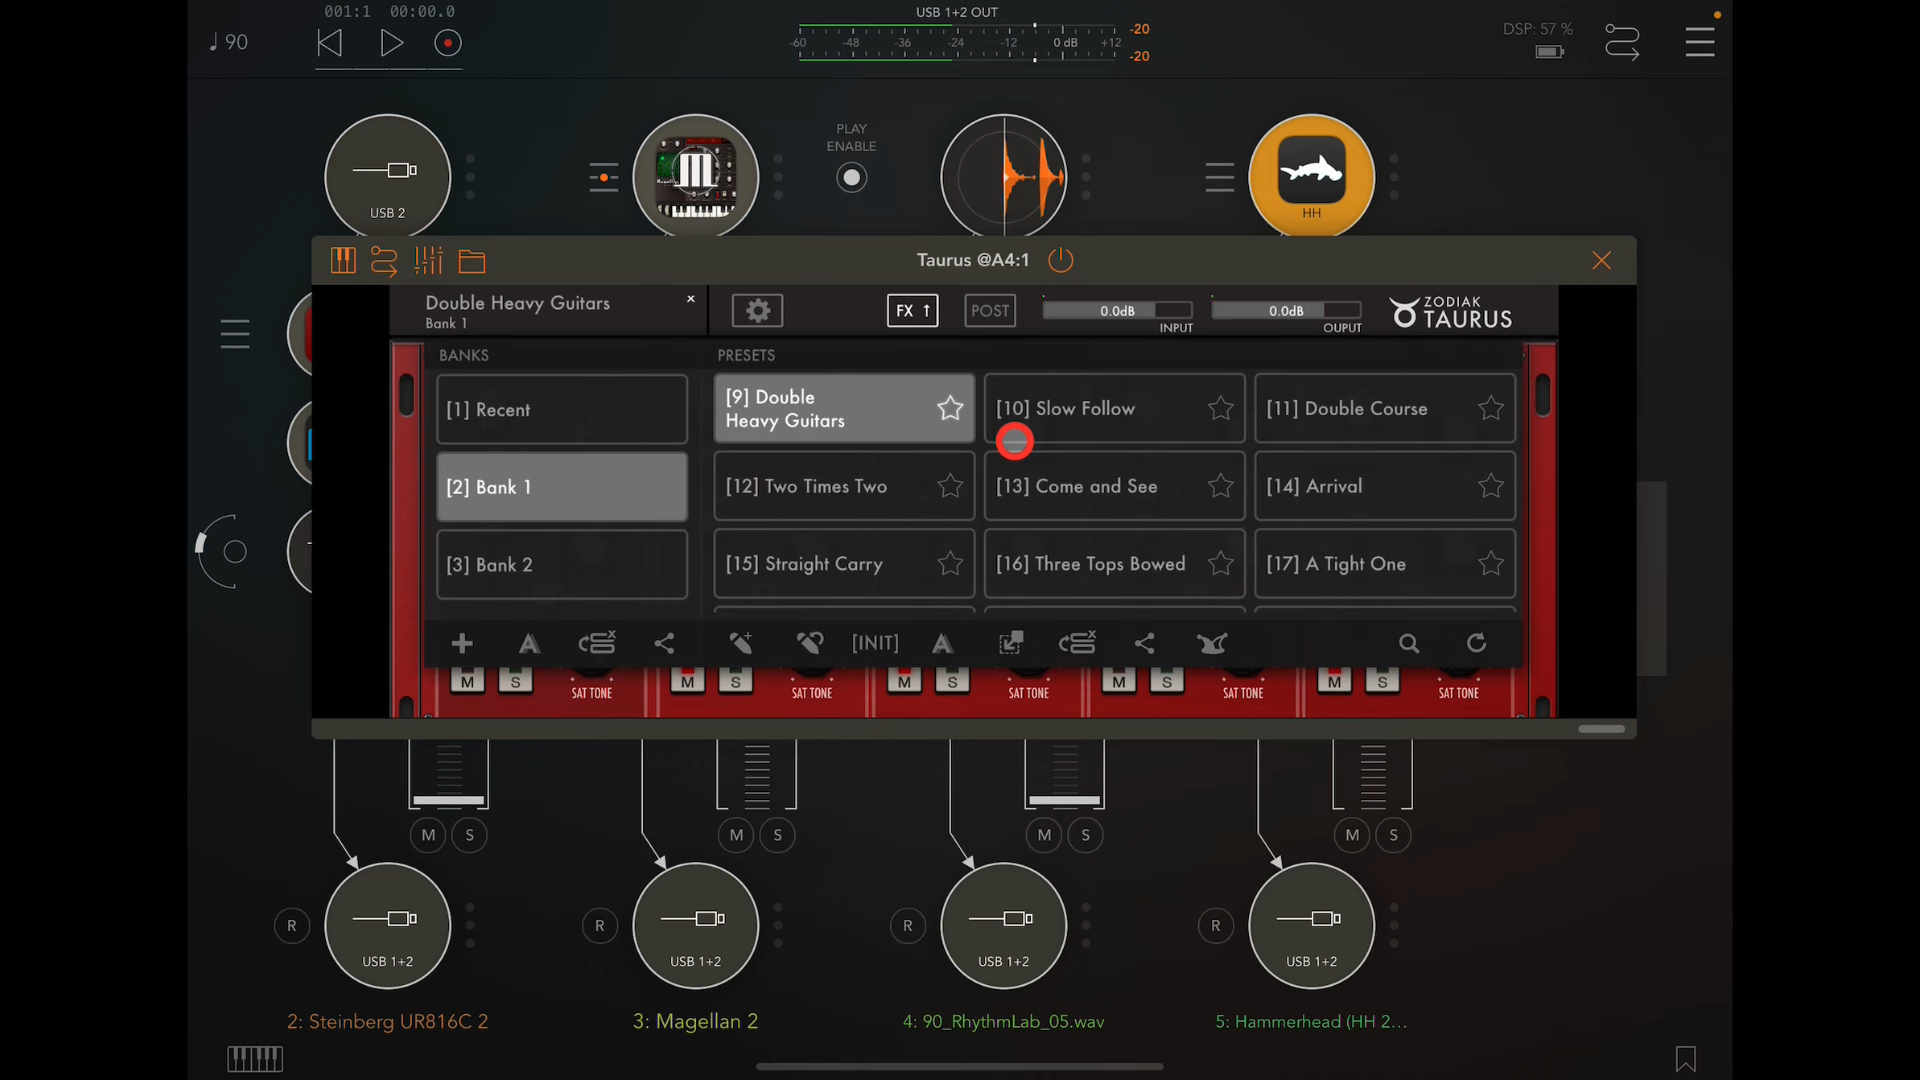 001:1 00:00.0
USB 1+2 OUT
♩ 90
-60 -48 -36 -24 -12 0 dB +12
-20
-20
DSP: 57 %
PLAY
ENABLE
USB 2
HH
Taurus @A4:1
Double Heavy Guitars
Bank 1
×
FX ↑
POST
0.0dB
INPUT
0.0dB
OUPUT
ZODIAK
TAURUS
BANKS
PRESETS
[1] Recent
[2] Bank 1
[3] Bank 2
[9] Double
Heavy Guitars
[10] Slow Follow
[11] Double Course
[12] Two Times Two
[13] Come and See
[14] Arrival
[15] Straight Carry
[16] Three Tops Bowed
[17] A Tight One
[INIT]
M S SAT TONE M S SAT TONE M S SAT TONE M S SAT TONE M S SAT TONE
M S M S M S M S
R R R R
USB 1+2 USB 1+2 USB 1+2 USB 1+2
2: Steinberg UR816C 2
3: Magellan 2
4: 90_RhythmLab_05.wav
5: Hammerhead (HH 2...